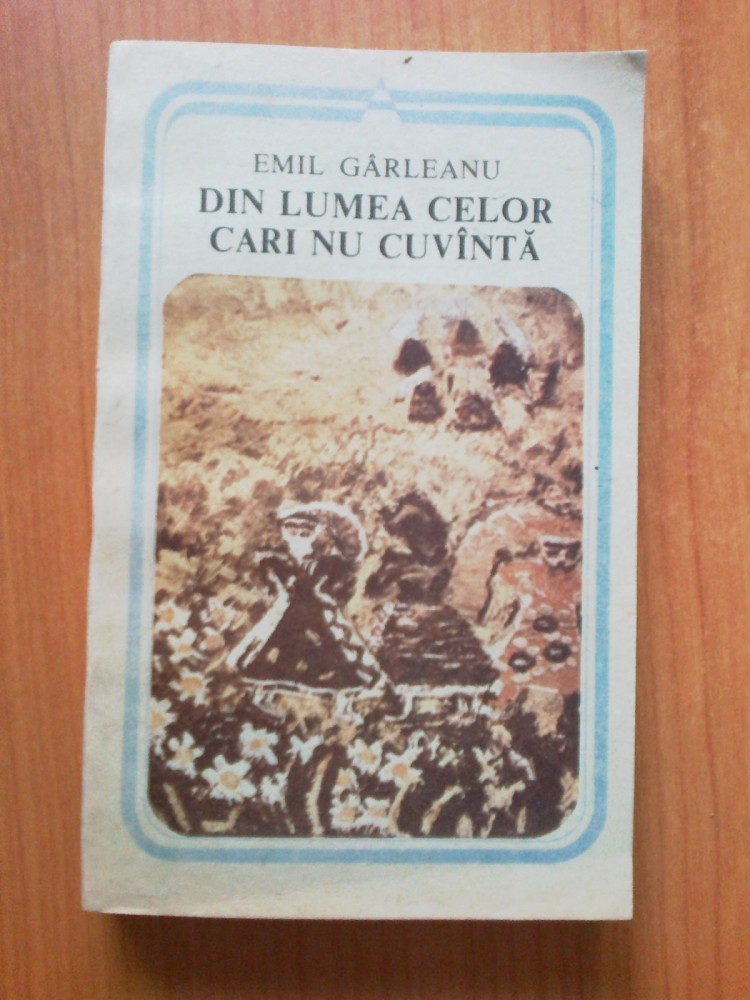 EMIL GÂRLEANU
DIN LUMEA CELOR
CARI NU CUVÎNTĂ